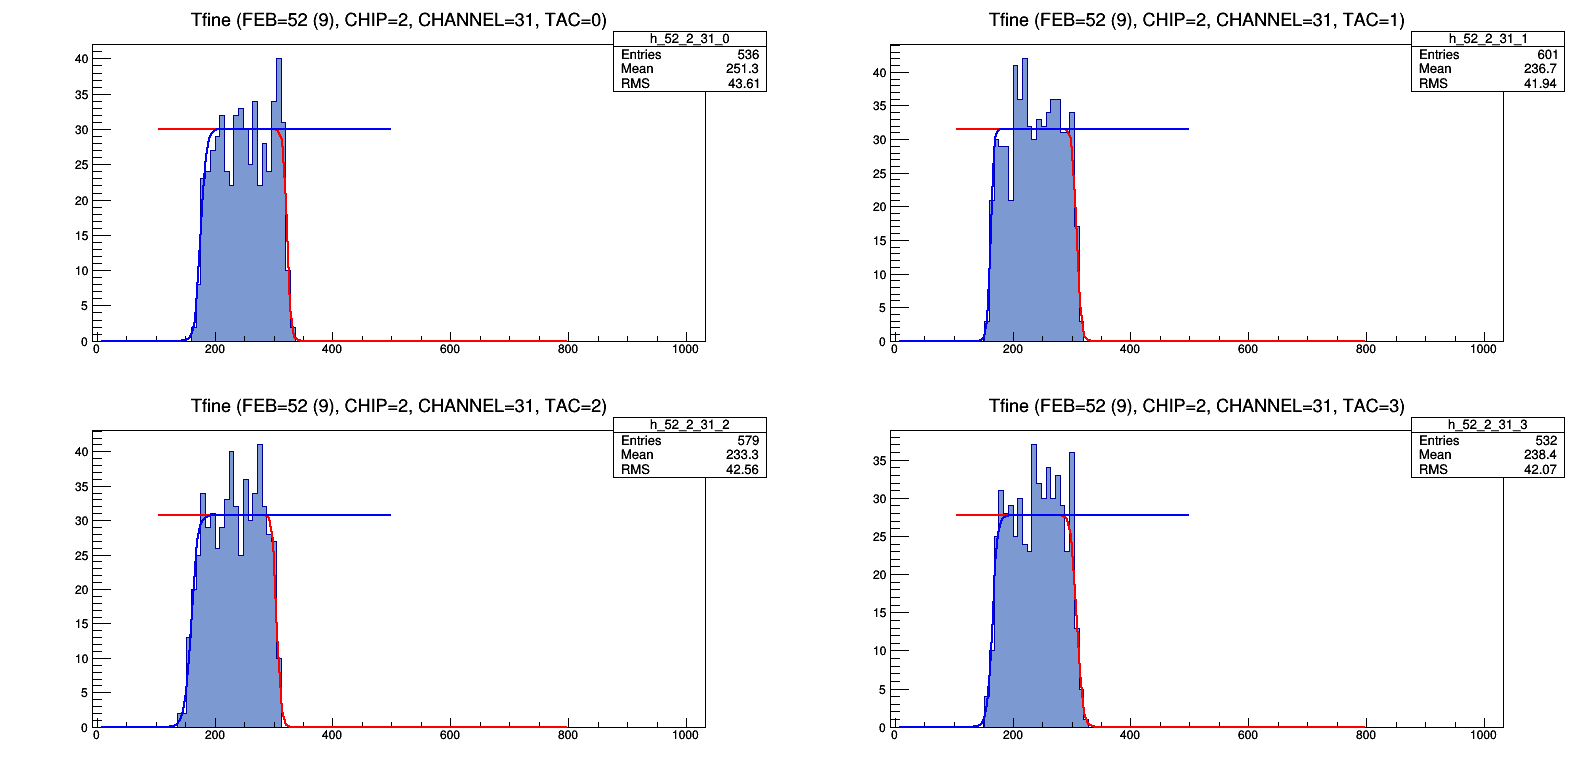 Tfine (FEB=52 (9), CHIP=2, CHANNEL=31, TAC=0)
h_52_2_31_0
Entries 536
Mean 251.3
RMS 43.61
40
35
30
25
20
15
10
5
0
0 200 400 600 800 1000
Tfine (FEB=52 (9), CHIP=2, CHANNEL=31, TAC=1)
h_52_2_31_1
Entries 601
Mean 236.7
RMS 41.94
40
35
30
25
20
15
10
5
0
0 200 400 600 800 1000
Tfine (FEB=52 (9), CHIP=2, CHANNEL=31, TAC=2)
h_52_2_31_2
Entries 579
Mean 233.3
RMS 42.56
40
35
30
25
20
15
10
5
0
0 200 400 600 800 1000
Tfine (FEB=52 (9), CHIP=2, CHANNEL=31, TAC=3)
h_52_2_31_3
Entries 532
Mean 238.4
RMS 42.07
35
30
25
20
15
10
5
0
0 200 400 600 800 1000